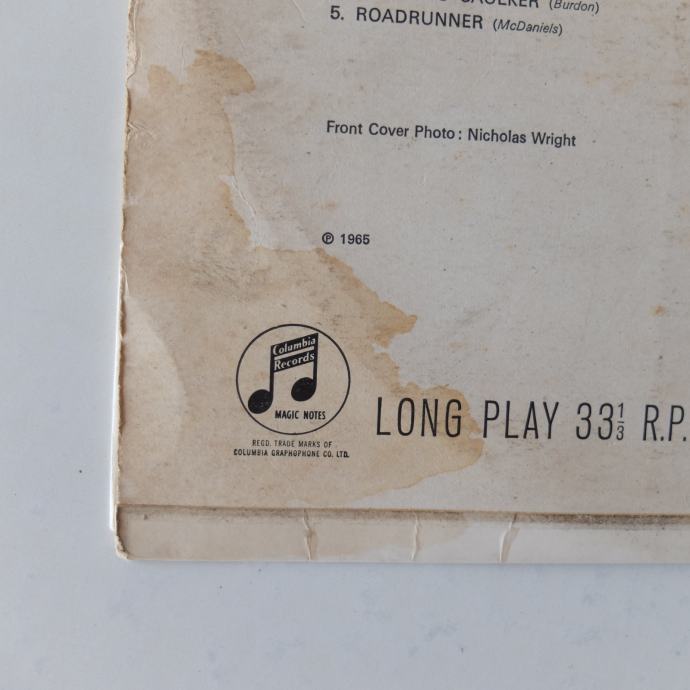 CAULKER (Burdon)
5. ROADRUNNER (McDaniels)
Front Cover Photo: Nicholas Wright
℗ 1965
Columbia
Records
MAGIC NOTES
REGD. TRADE MARKS OF
COLUMBIA GRAPHOPHONE CO. LTD.
LONG PLAY 33⅓ R.P.